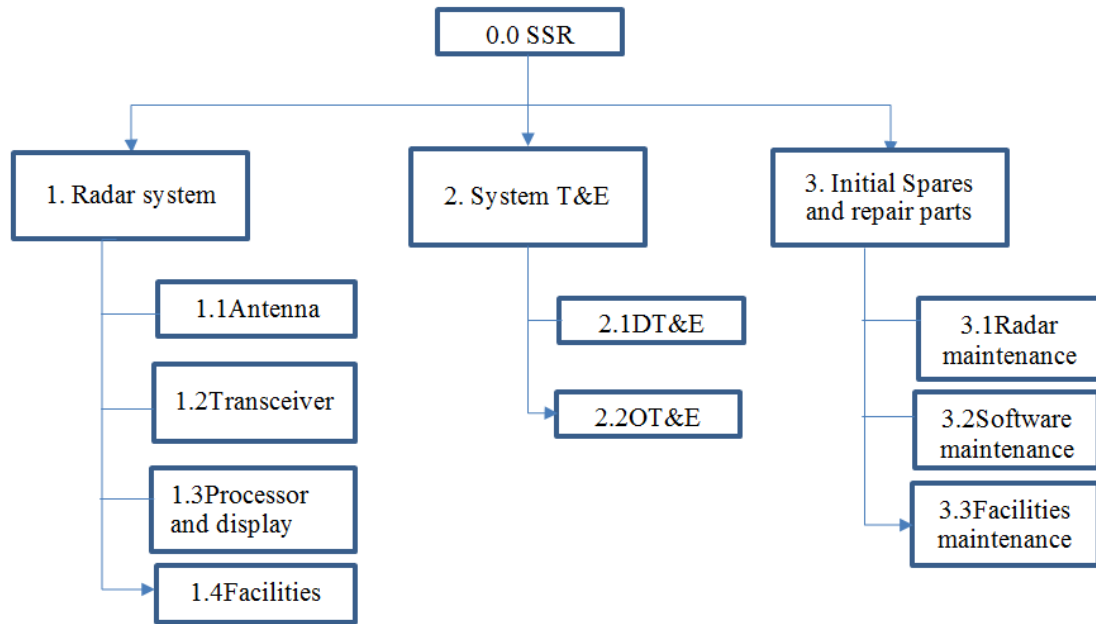 0.0 SSR
1. Radar system
2. System T&E
3. Initial Spares
and repair parts
1.1Antenna
1.2Transceiver
1.3Processor
and display
1.4Facilities
2.1DT&E
2.2OT&E
3.1Radar
maintenance
3.2Software
maintenance
3.3Facilities
maintenance